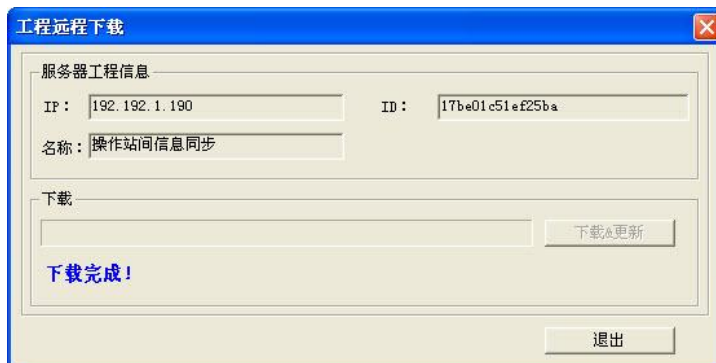 工程远程下载
服务器工程信息
IP： 192.192.1.190 ID： 17be01c51ef25ba
名称： 操作站间信息同步
下载
下载&更新
下载完成！
退出